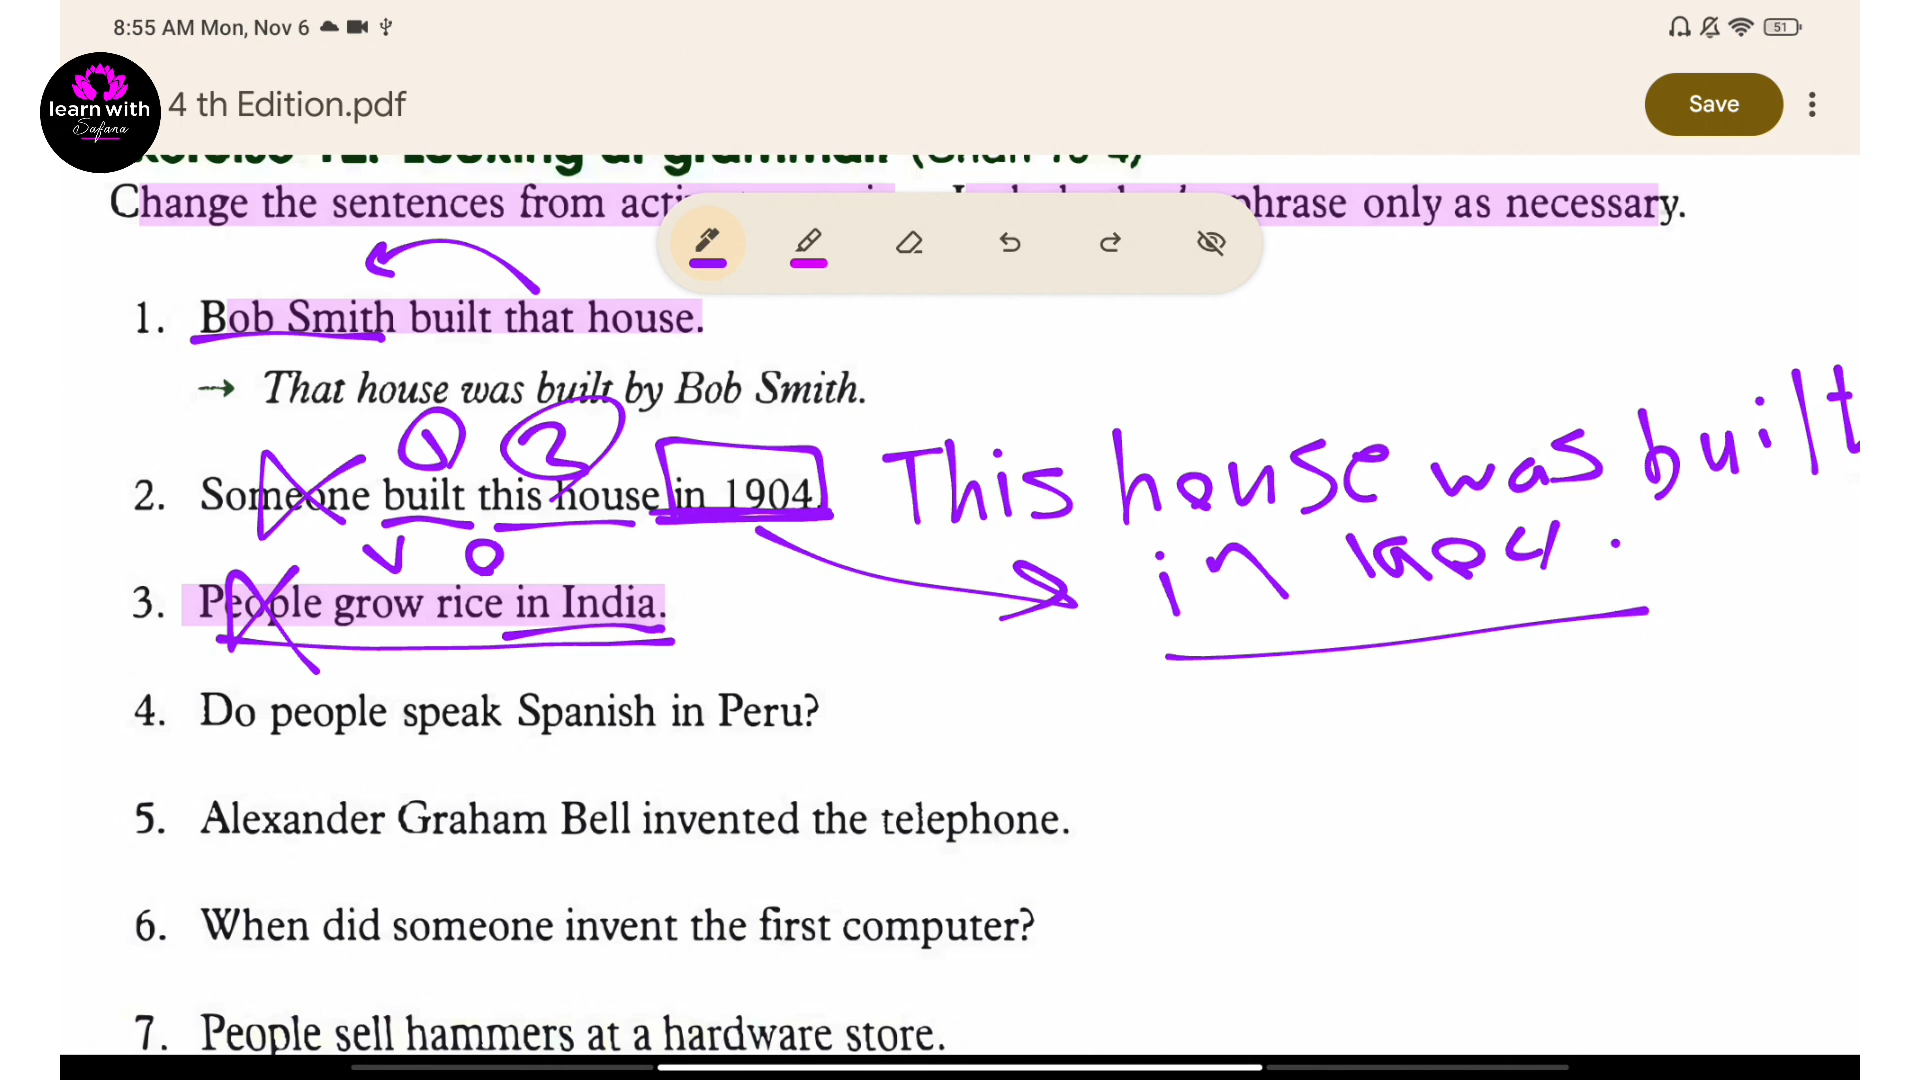 8:55 AM Mon, Nov 6
51
learn with
Safana
4 th Edition.pdf
Save
Change the sentences from phrase only as necessary.
1. Bob Smith built that house.
→ That house was built by Bob Smith.
1 2
2. Someone built this house in 1904.
This house was built
in 1904.
V O
3. People grow rice in India.
4. Do people speak Spanish in Peru?
5. Alexander Graham Bell invented the telephone.
6. When did someone invent the first computer?
7. People sell hammers at a hardware store.